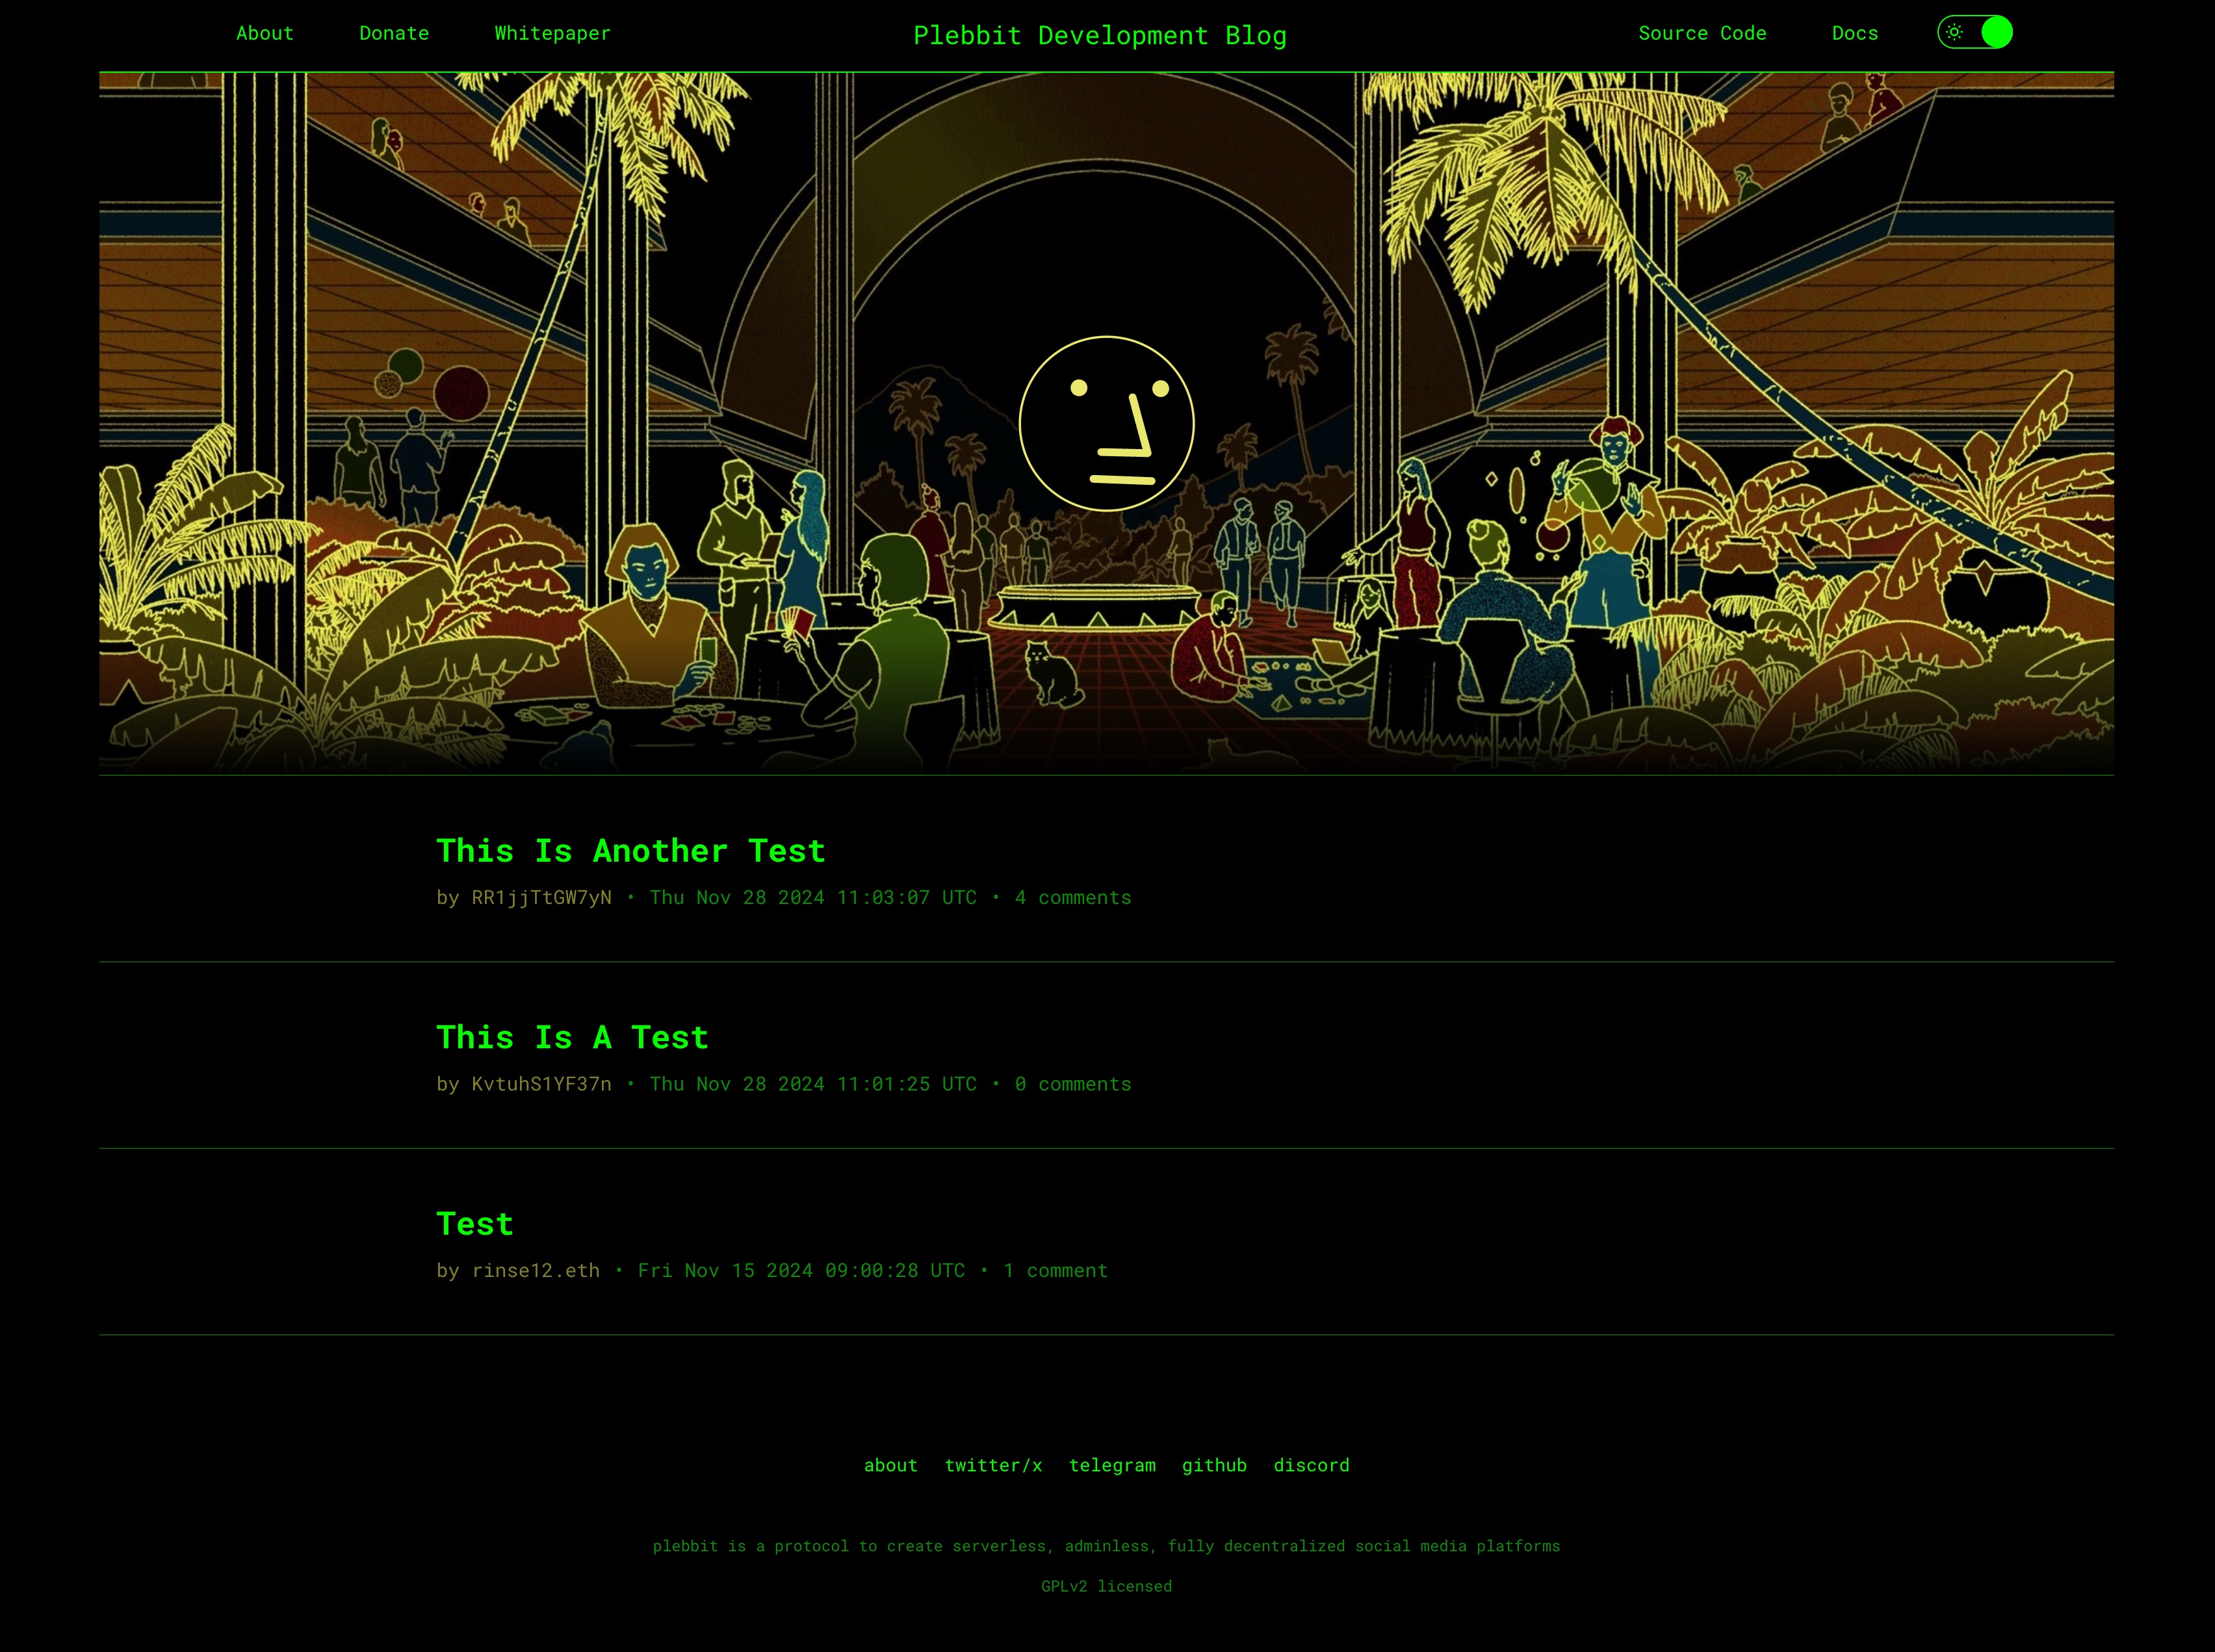 About Donate Whitepaper Plebbit Development Blog Source Code Docs
This Is Another Test
by RR1jjTtGW7yN • Thu Nov 28 2024 11:03:07 UTC • 4 comments
This Is A Test
by KvtuhS1YF37n • Thu Nov 28 2024 11:01:25 UTC • 0 comments
Test
by rinse12.eth • Fri Nov 15 2024 09:00:28 UTC • 1 comment
about twitter/x telegram github discord
plebbit is a protocol to create serverless, adminless, fully decentralized social media platforms
GPLv2 licensed